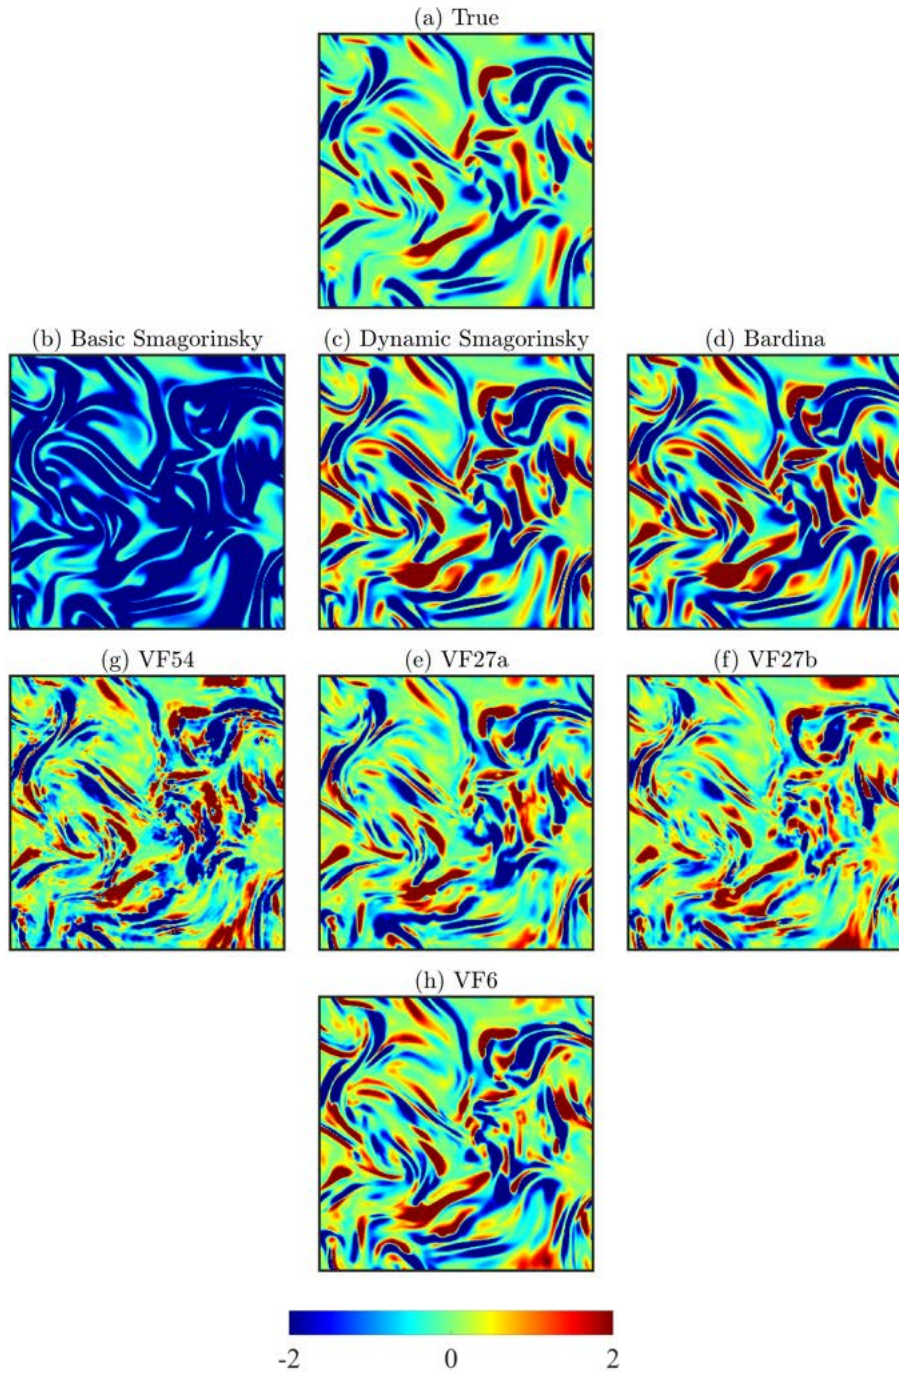 (a) True
(b) Basic Smagorinsky
(c) Dynamic Smagorinsky
(d) Bardina
(g) VF54
(e) VF27a
(f) VF27b
(h) VF6
-2
0
2